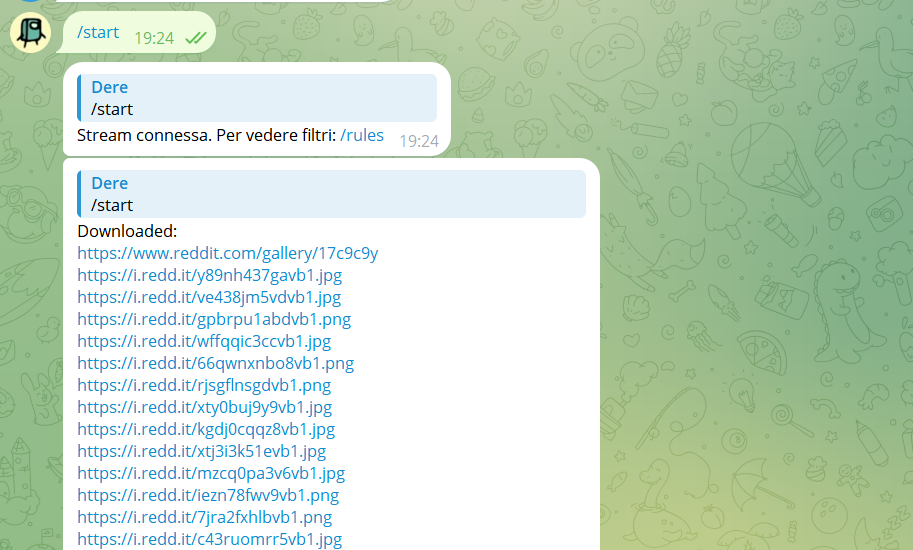 /start 19:24
Dere
/start
Stream connessa. Per vedere filtri: /rules 19:24
Dere
/start
Downloaded:
https://www.reddit.com/gallery/17c9c9y
https://i.redd.it/y89nh437gavb1.jpg
https://i.redd.it/ve438jm5vdvb1.jpg
https://i.redd.it/gpbrpu1abdvb1.png
https://i.redd.it/wffqqic3ccvb1.jpg
https://i.redd.it/66qwnxnbo8vb1.png
https://i.redd.it/rjsgflnsgdvb1.png
https://i.redd.it/xty0buj9y9vb1.jpg
https://i.redd.it/kgdj0cqqz8vb1.jpg
https://i.redd.it/xtj3i3k51evb1.jpg
https://i.redd.it/mzcq0pa3v6vb1.jpg
https://i.redd.it/iezn78fwv9vb1.png
https://i.redd.it/7jra2fxhlbvb1.png
https://i.redd.it/c43ruomrr5vb1.jpg